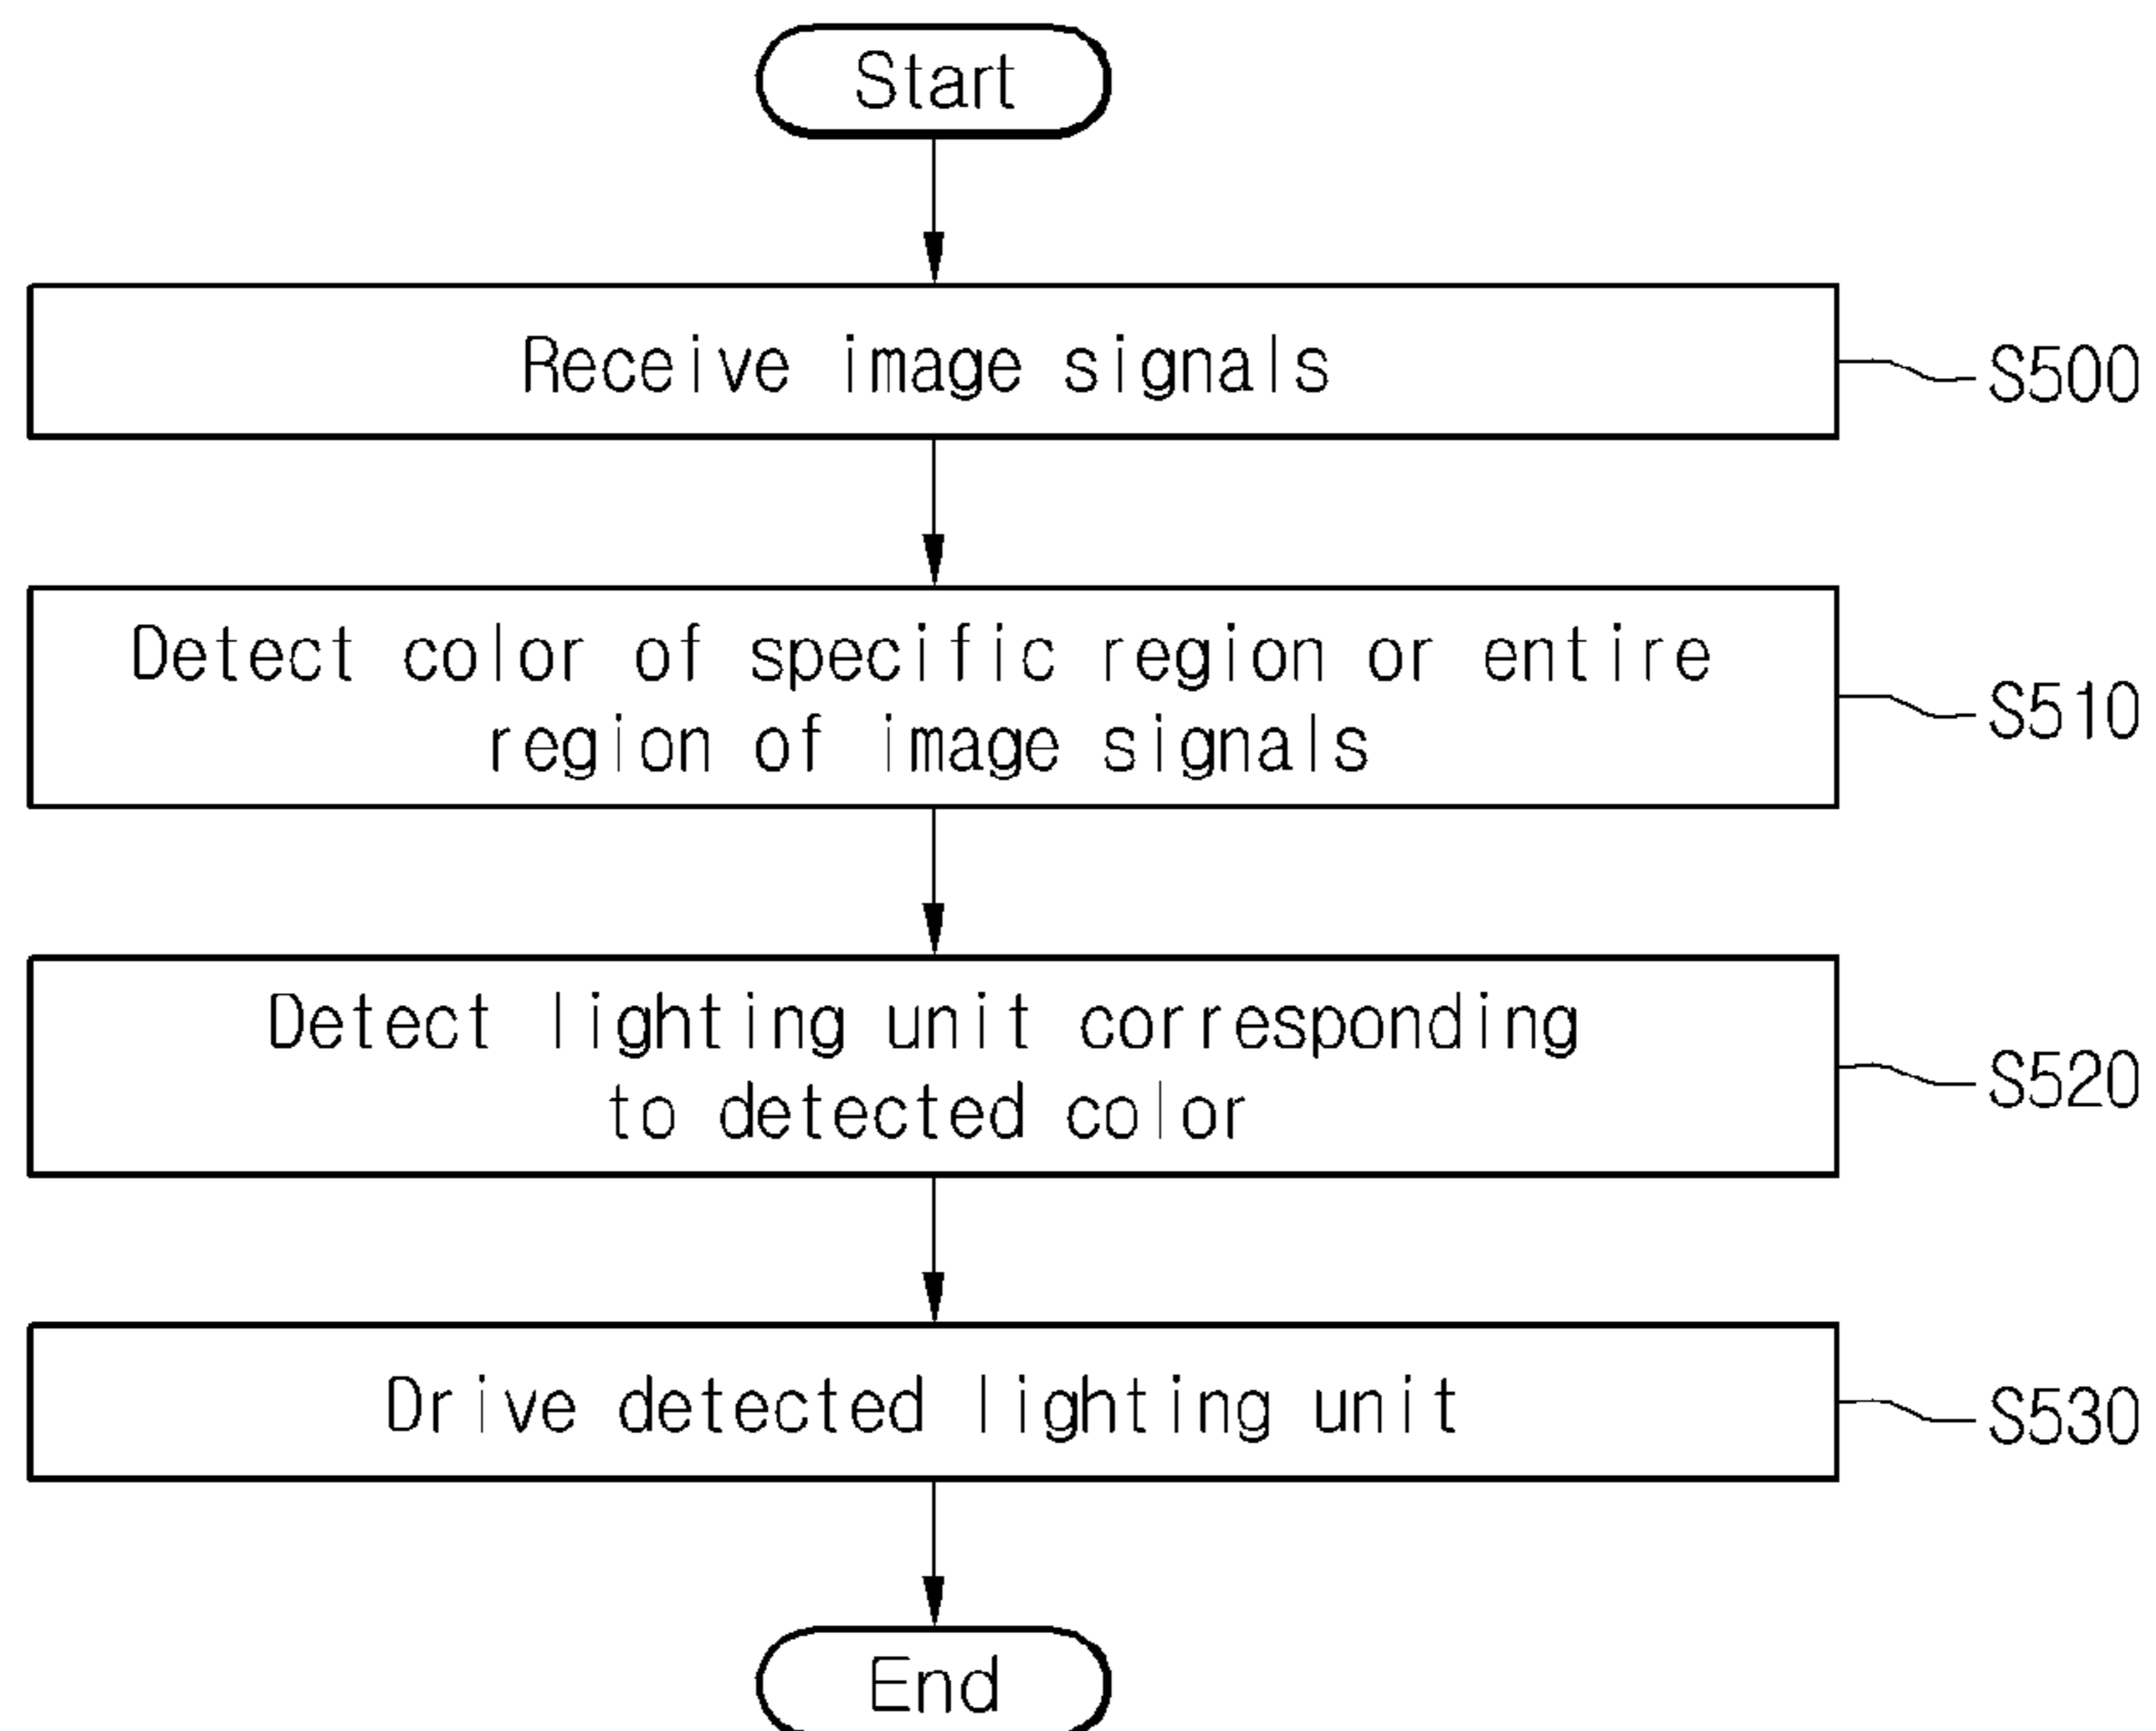 Start
Receive image signals
S500
Detect color of specific region or entire
region of image signals
S510
Detect lighting unit corresponding
to detected color
S520
Drive detected lighting unit
S530
End